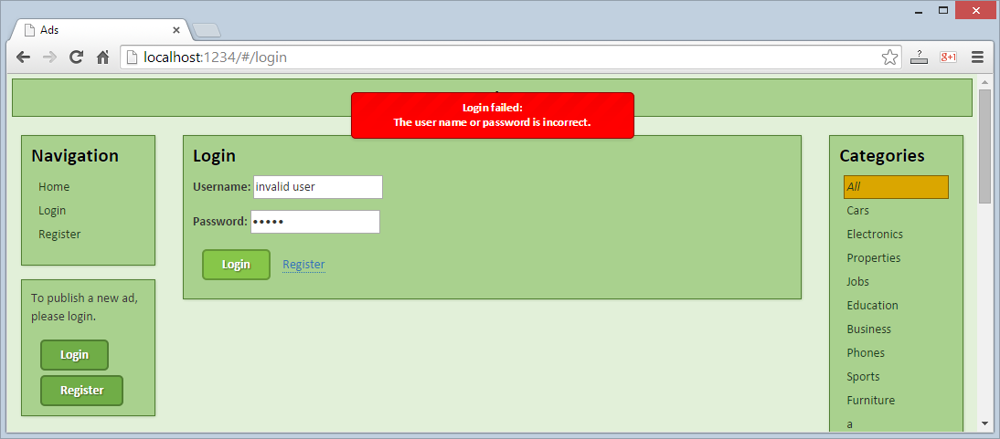 Ads
localhost:1234/#/login
?
g+1
Login failed:
The user name or password is incorrect.
Navigation
Home
Login
Register
To publish a new ad,
please login.
Login
Register
Login
Username: invalid user
Password: •••••
Login Register
Categories
All
Cars
Electronics
Properties
Jobs
Education
Business
Phones
Sports
Furniture
a